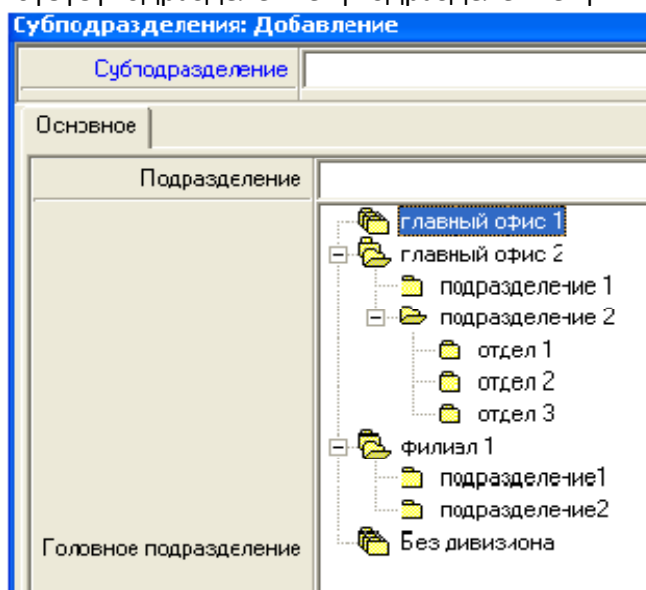 Субподразделения: Добавление
Субподразделение
Основное
Подразделение
главный офис 1
главный офис 2
подразделение 1
подразделение 2
отдел 1
отдел 2
отдел 3
филиал 1
подразделение1
подразделение2
Без дивизиона
Головное подразделение